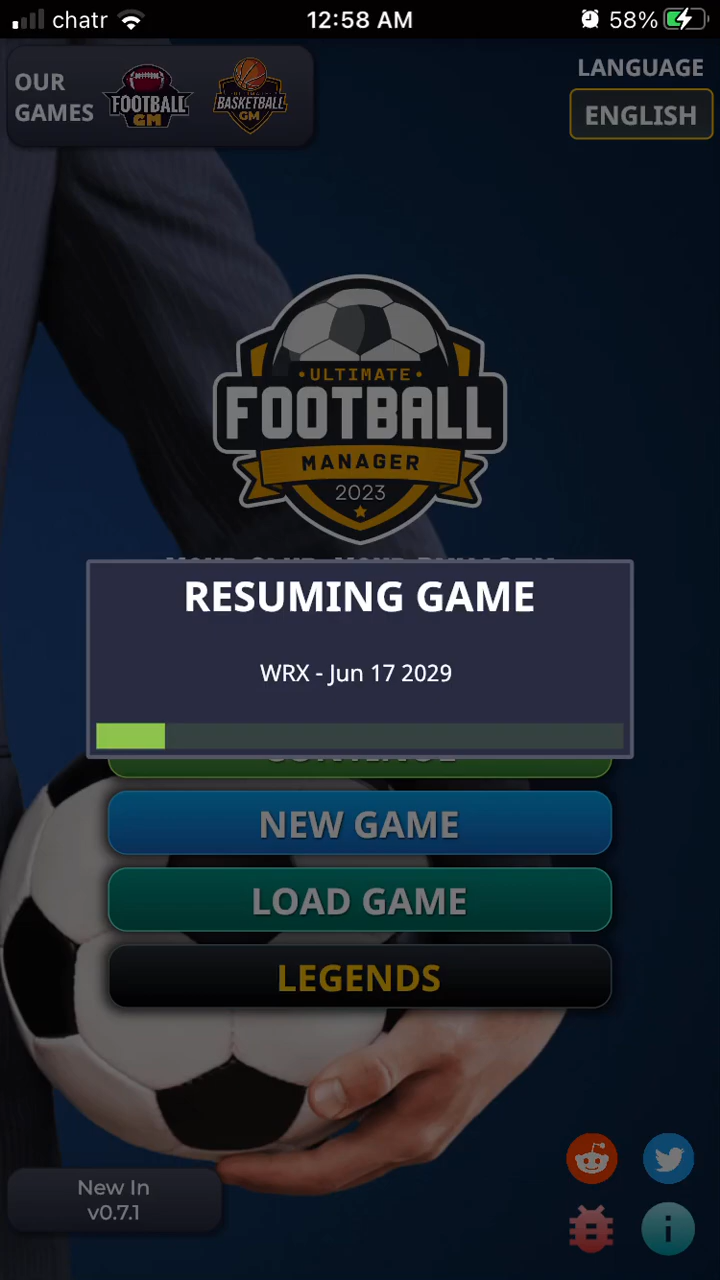 chatr 12:58 AM 58%
OUR
GAMES
FOOTBALL
GM
BASKETBALL
GM
LANGUAGE
ENGLISH
ULTIMATE
FOOTBALL
MANAGER
2023
RESUMING GAME
WRX - Jun 17 2029
NEW GAME
LOAD GAME
LEGENDS
New In
v0.7.1